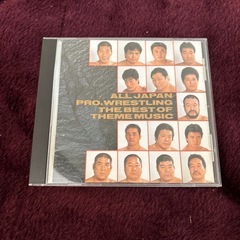 ALL JAPAN
PRO.WRESTLING
THE BEST OF
THEME MUSIC